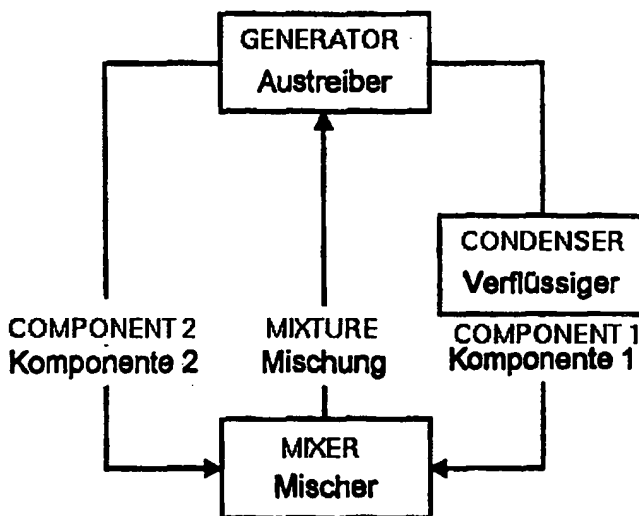 GENERATOR
Austreiber
CONDENSER
Verflüssiger
COMPONENT 2
Komponente 2
MIXTURE
Mischung
COMPONENT 1
Komponente 1
MIXER
Mischer